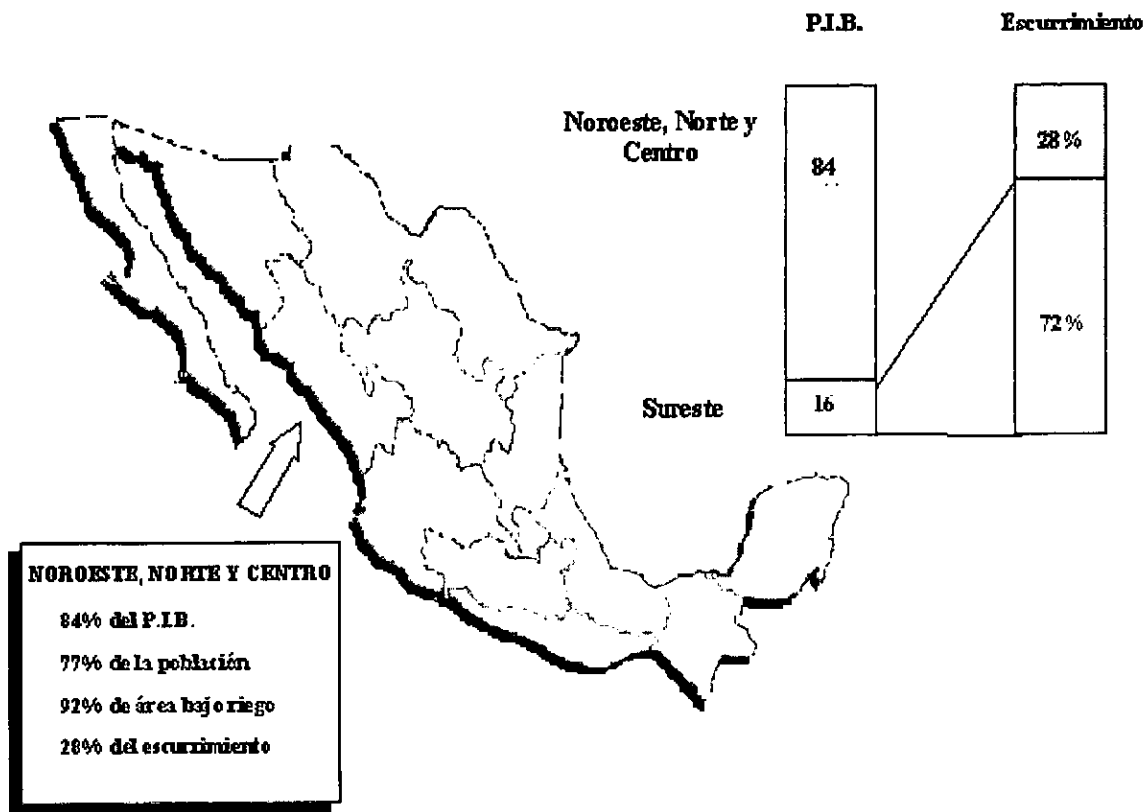 P.I.B.
Escurrimiento
Noroeste, Norte y
Centro
84
28%
72%
Sureste
16
NOROESTE, NORTE Y CENTRO
84% del P.I.B.
77% de la población
92% de área bajo riego
28% del escurrimiento